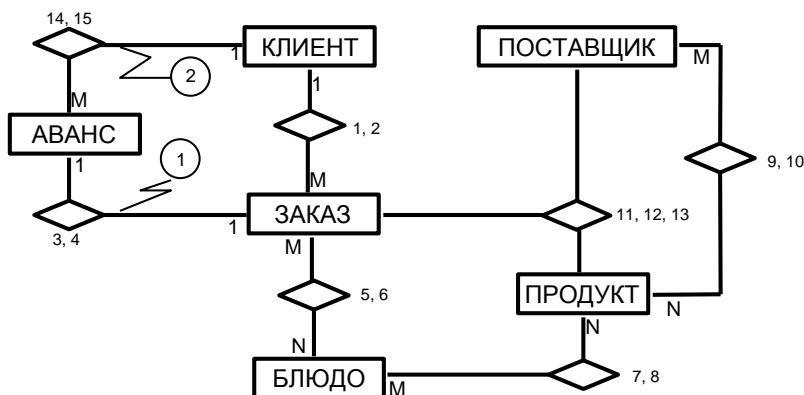 14, 15
1
КЛИЕНТ
ПОСТАВЩИК
M
2
1
M
АВАНС
1, 2
1
1
9, 10
M
3, 4
1
ЗАКАЗ
11, 12, 13
M
5, 6
ПРОДУКТ
N
N
N
БЛЮДО
M
7, 8